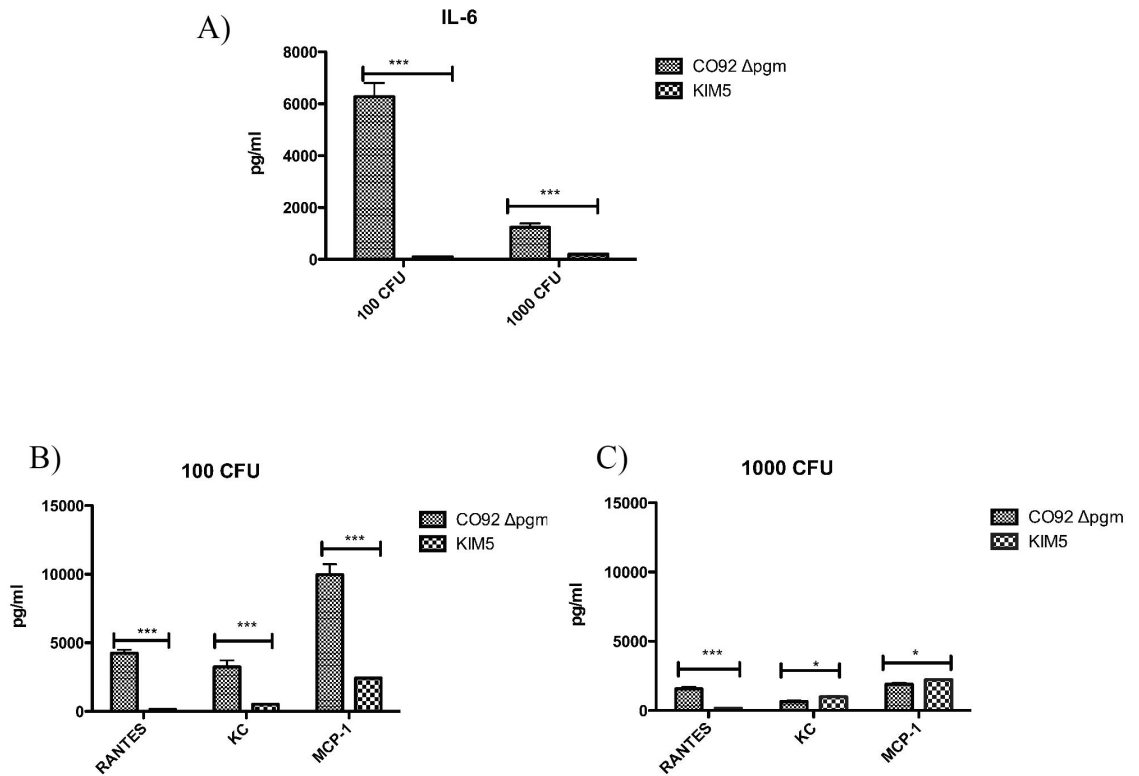 A)
IL-6
8000
6000
4000
2000
0
pg/ml
***
***
100 CFU
1000 CFU
CO92 Δpgm
KIM5
B)
100 CFU
15000
10000
5000
0
pg/ml
***
***
***
RANTES
KC
MCP-1
CO92 Δpgm
KIM5
C)
1000 CFU
15000
10000
5000
0
pg/ml
***
*
*
RANTES
KC
MCP-1
CO92 Δpgm
KIM5